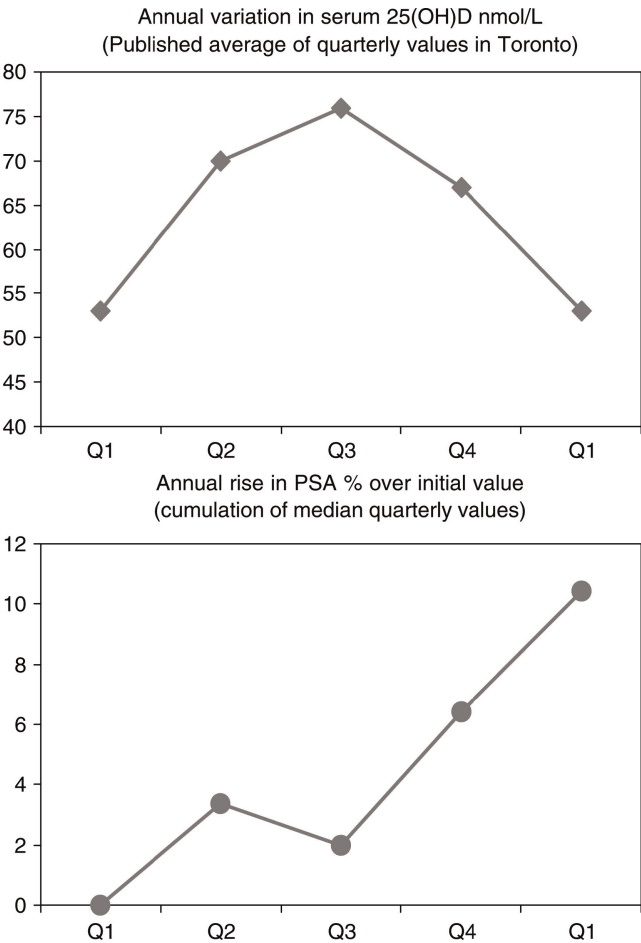 Annual variation in serum 25(OH)D nmol/L
(Published average of quarterly values in Toronto)
80
75
70
65
60
55
50
45
40
Q1 Q2 Q3 Q4 Q1
Annual rise in PSA % over initial value
(cumulation of median quarterly values)
12
10
8
6
4
2
0
Q1 Q2 Q3 Q4 Q1